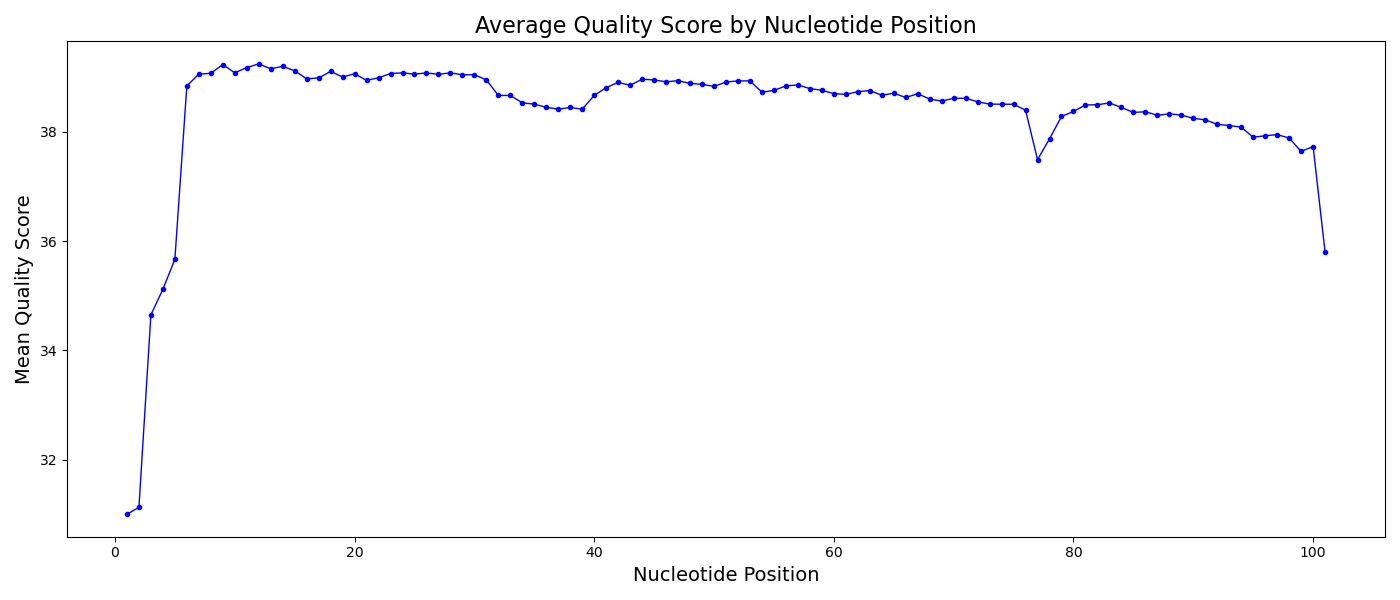 Average Quality Score by Nucleotide Position
Mean Quality Score
38
36
34
32
0 20 40 60 80 100
Nucleotide Position